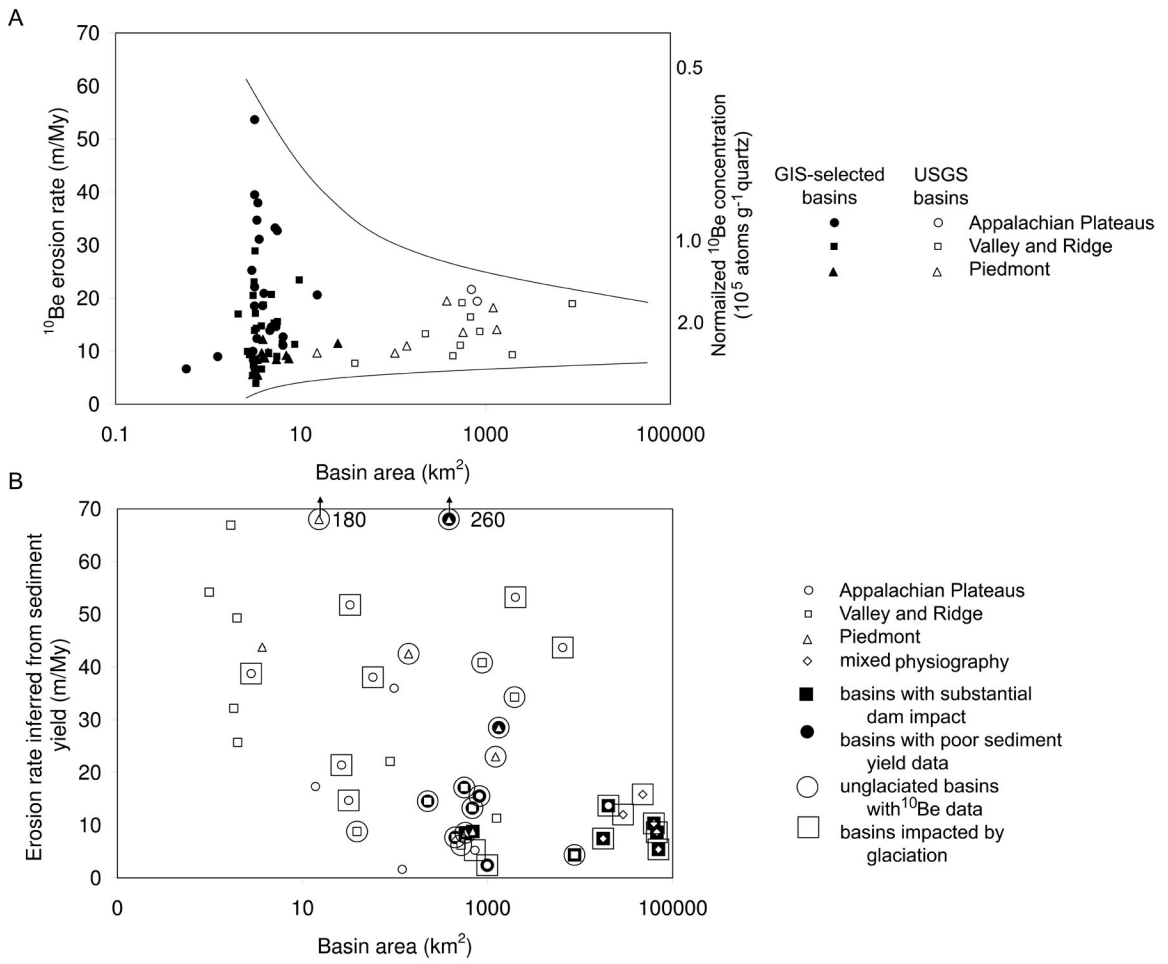 A
70
60
50
40
30
20
10
0
¹⁰Be erosion rate (m/My)
0.1
10
1000
100000
Basin area (km²)
0.5
1.0
2.0
Normailzed ¹⁰Be concentration
(10⁵ atoms g⁻¹ quartz)
GIS-selected
basins
USGS
basins
Appalachian Plateaus
Valley and Ridge
Piedmont
B
70
60
50
40
30
20
10
0
Erosion rate inferred from sediment
yield (m/My)
180
260
0
10
1000
100000
Basin area (km²)
Appalachian Plateaus
Valley and Ridge
Piedmont
mixed physiography
basins with substantial
dam impact
basins with poor sediment
yield data
unglaciated basins
with¹⁰Be data
basins impacted by
glaciation